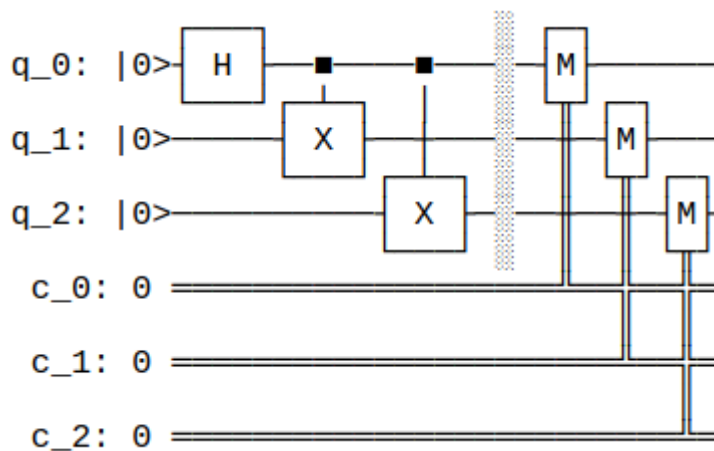 q_0: |0> H M
q_1: |0> X M
q_2: |0> X M
c_0: 0
c_1: 0
c_2: 0